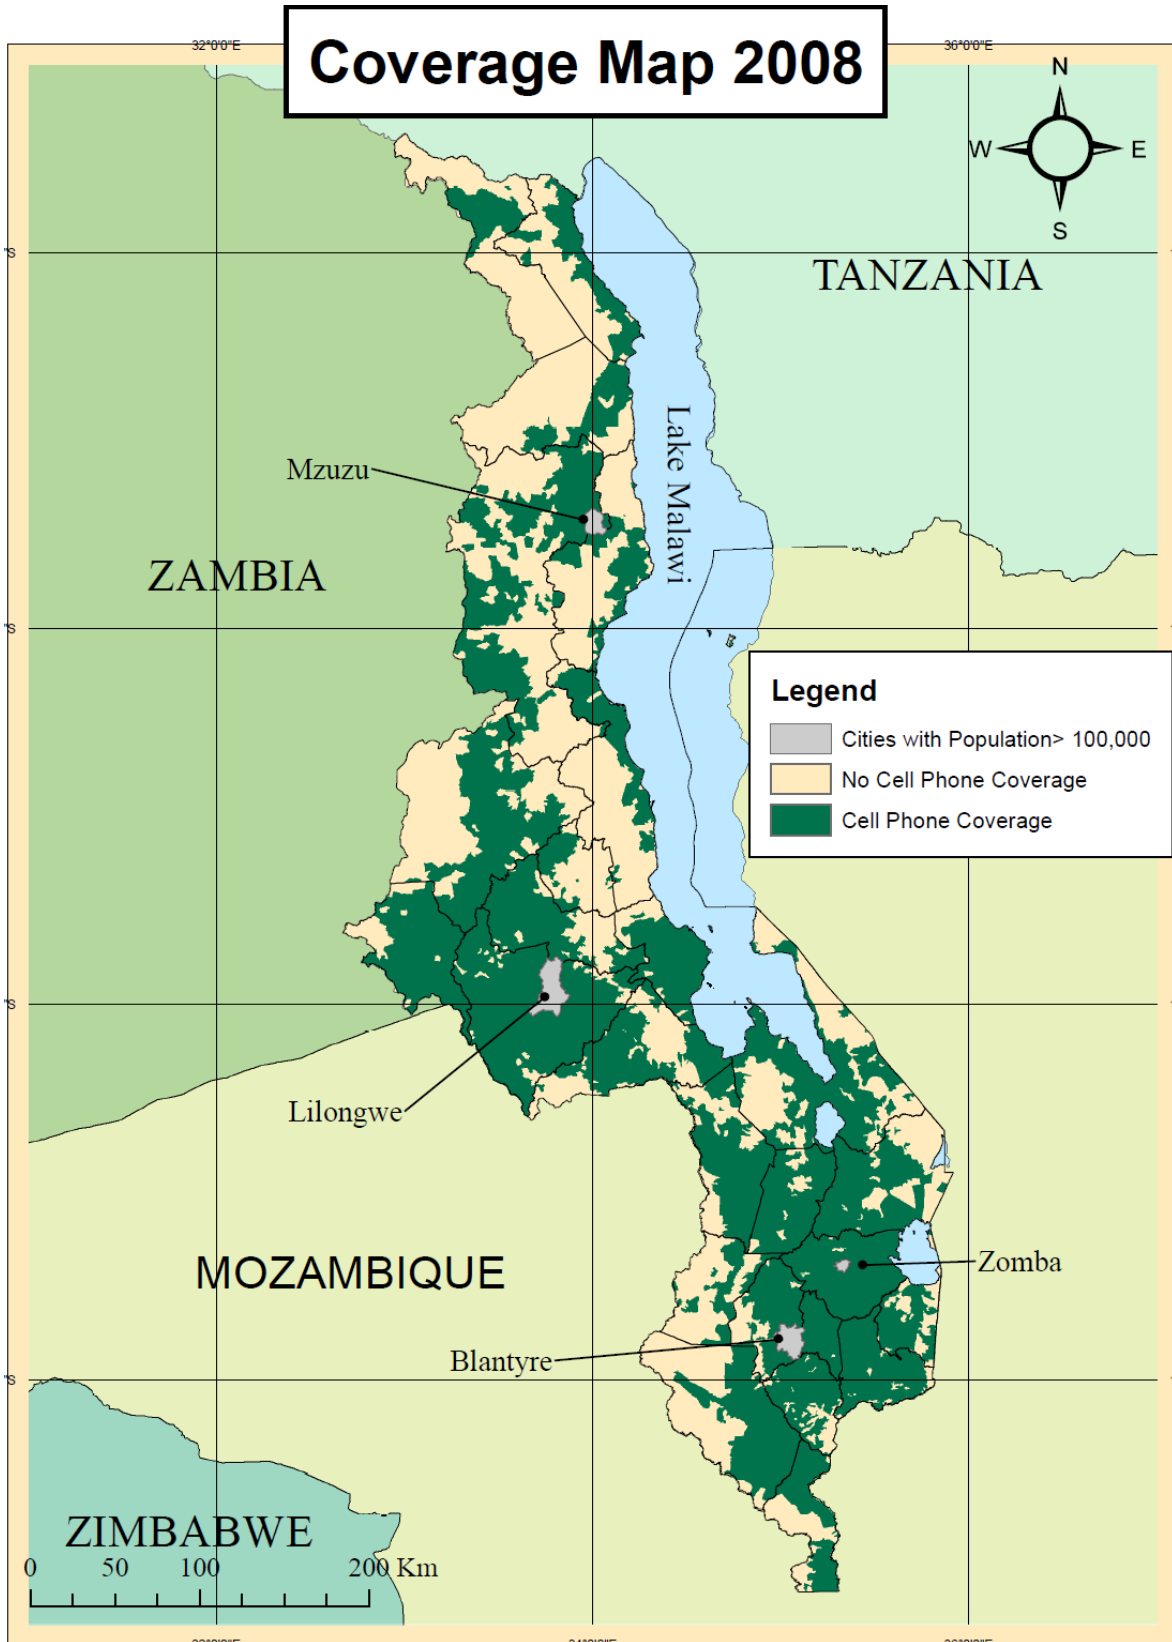 Coverage Map 2008
32°0'0"E
36°0'0"E
N
W
E
S
TANZANIA
Lake Malawi
Mzuzu
ZAMBIA
Legend
Cities with Population> 100,000
No Cell Phone Coverage
Cell Phone Coverage
Lilongwe
MOZAMBIQUE
Zomba
Blantyre
ZIMBABWE
0 50 100 200 Km